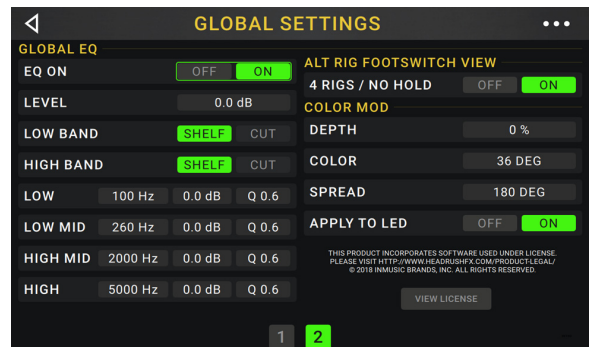 GLOBAL SETTINGS
GLOBAL EQ
EQ ON OFF ON
LEVEL 0.0 dB
LOW BAND SHELF CUT
HIGH BAND SHELF CUT
LOW 100 Hz 0.0 dB Q 0.6
LOW MID 260 Hz 0.0 dB Q 0.6
HIGH MID 2000 Hz 0.0 dB Q 0.6
HIGH 5000 Hz 0.0 dB Q 0.6
ALT RIG FOOTSWITCH VIEW
4 RIGS / NO HOLD OFF ON
COLOR MOD
DEPTH 0 %
COLOR 36 DEG
SPREAD 180 DEG
APPLY TO LED OFF ON
THIS PRODUCT INCORPORATES SOFTWARE USED UNDER LICENSE.
PLEASE VISIT HTTP://WWW.HEADRUSHFX.COM/PRODUCT-LEGAL/
© 2018 INMUSIC BRANDS, INC. ALL RIGHTS RESERVED.
VIEW LICENSE
1 2